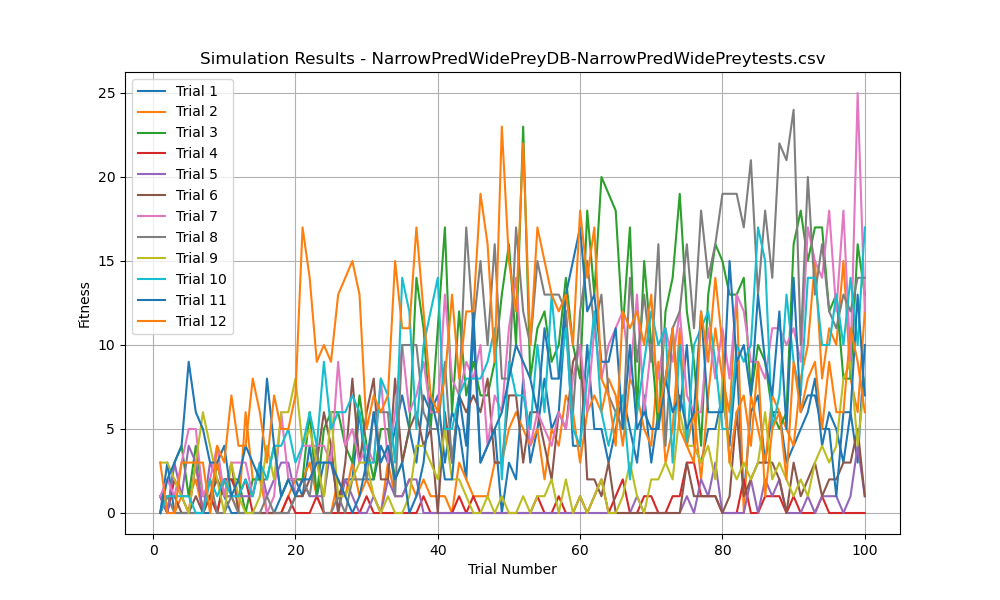 Simulation Results - NarrowPredWidePreyDB-NarrowPredWidePreytests.csv
25
20
15
10
5
0
Fitness
Trial 1
Trial 2
Trial 3
Trial 4
Trial 5
Trial 6
Trial 7
Trial 8
Trial 9
Trial 10
Trial 11
Trial 12
0 20 40 60 80 100
Trial Number